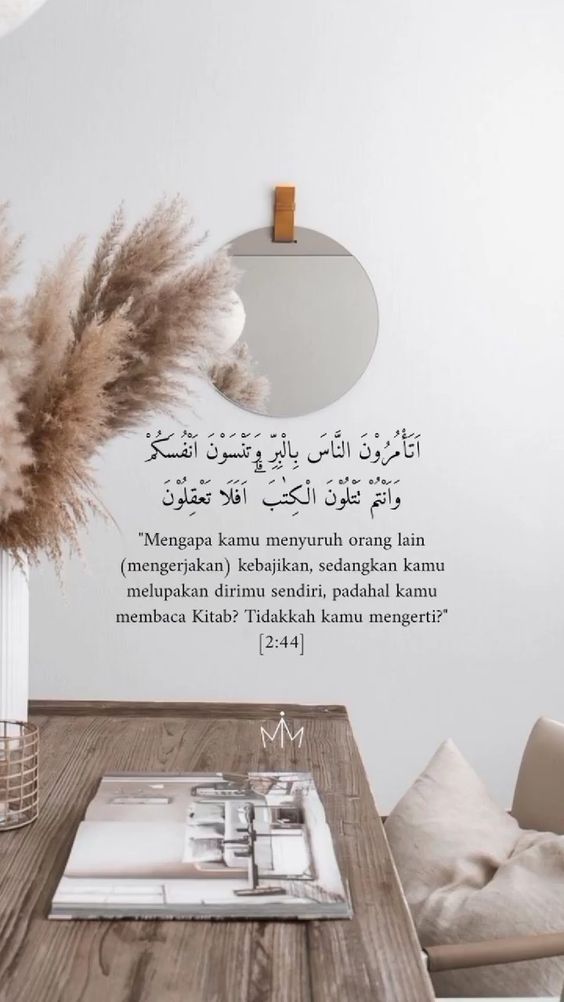 اَتَأْمُرُوْنَ النَّاسَ بِالْبِرِّ وَتَنْسَوْنَ اَنْفُسَكُمْ
وَاَنْتُمْ تَتْلُوْنَ الْكِتٰبَ ۗ اَفَلَا تَعْقِلُوْنَ
"Mengapa kamu menyuruh orang lain
(mengerjakan) kebajikan, sedangkan kamu
melupakan dirimu sendiri, padahal kamu
membaca Kitab? Tidakkah kamu mengerti?"
[2:44]